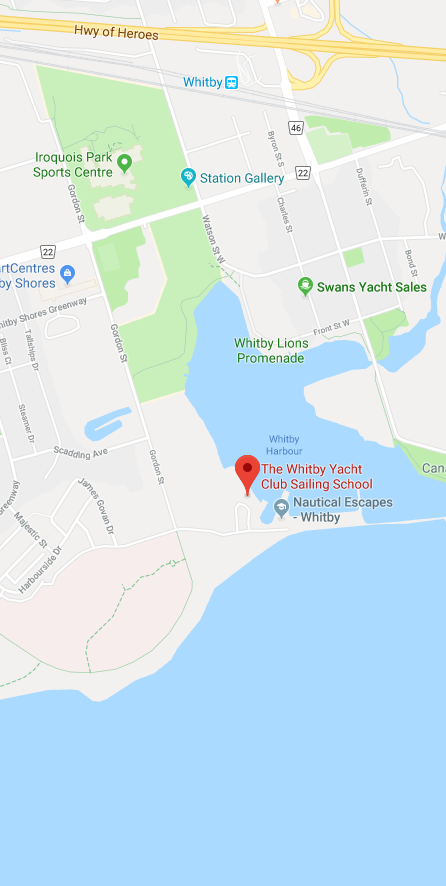 Hwy of Heroes
Whitby
46
Byron St S
Iroquois Park
Sports Centre
Station Gallery
22
Dufferin St
Gordon St
Charles St
Watson St W
22
W
artCentres
by Shores
Bond St
Swans Yacht Sales
hitby Shores Greenway
Front St W
Gordon St
Tallships Dr
Bliss Ct
Whitby Lions
Promenade
Steamer Dr
Whitby
Harbour
Scadding Ave
Gordon St
The Whitby Yacht
Club Sailing School
Cana
Greenway
James Govan Dr
Nautical Escapes
- Whitby
Majestic St
Harbourside Dr